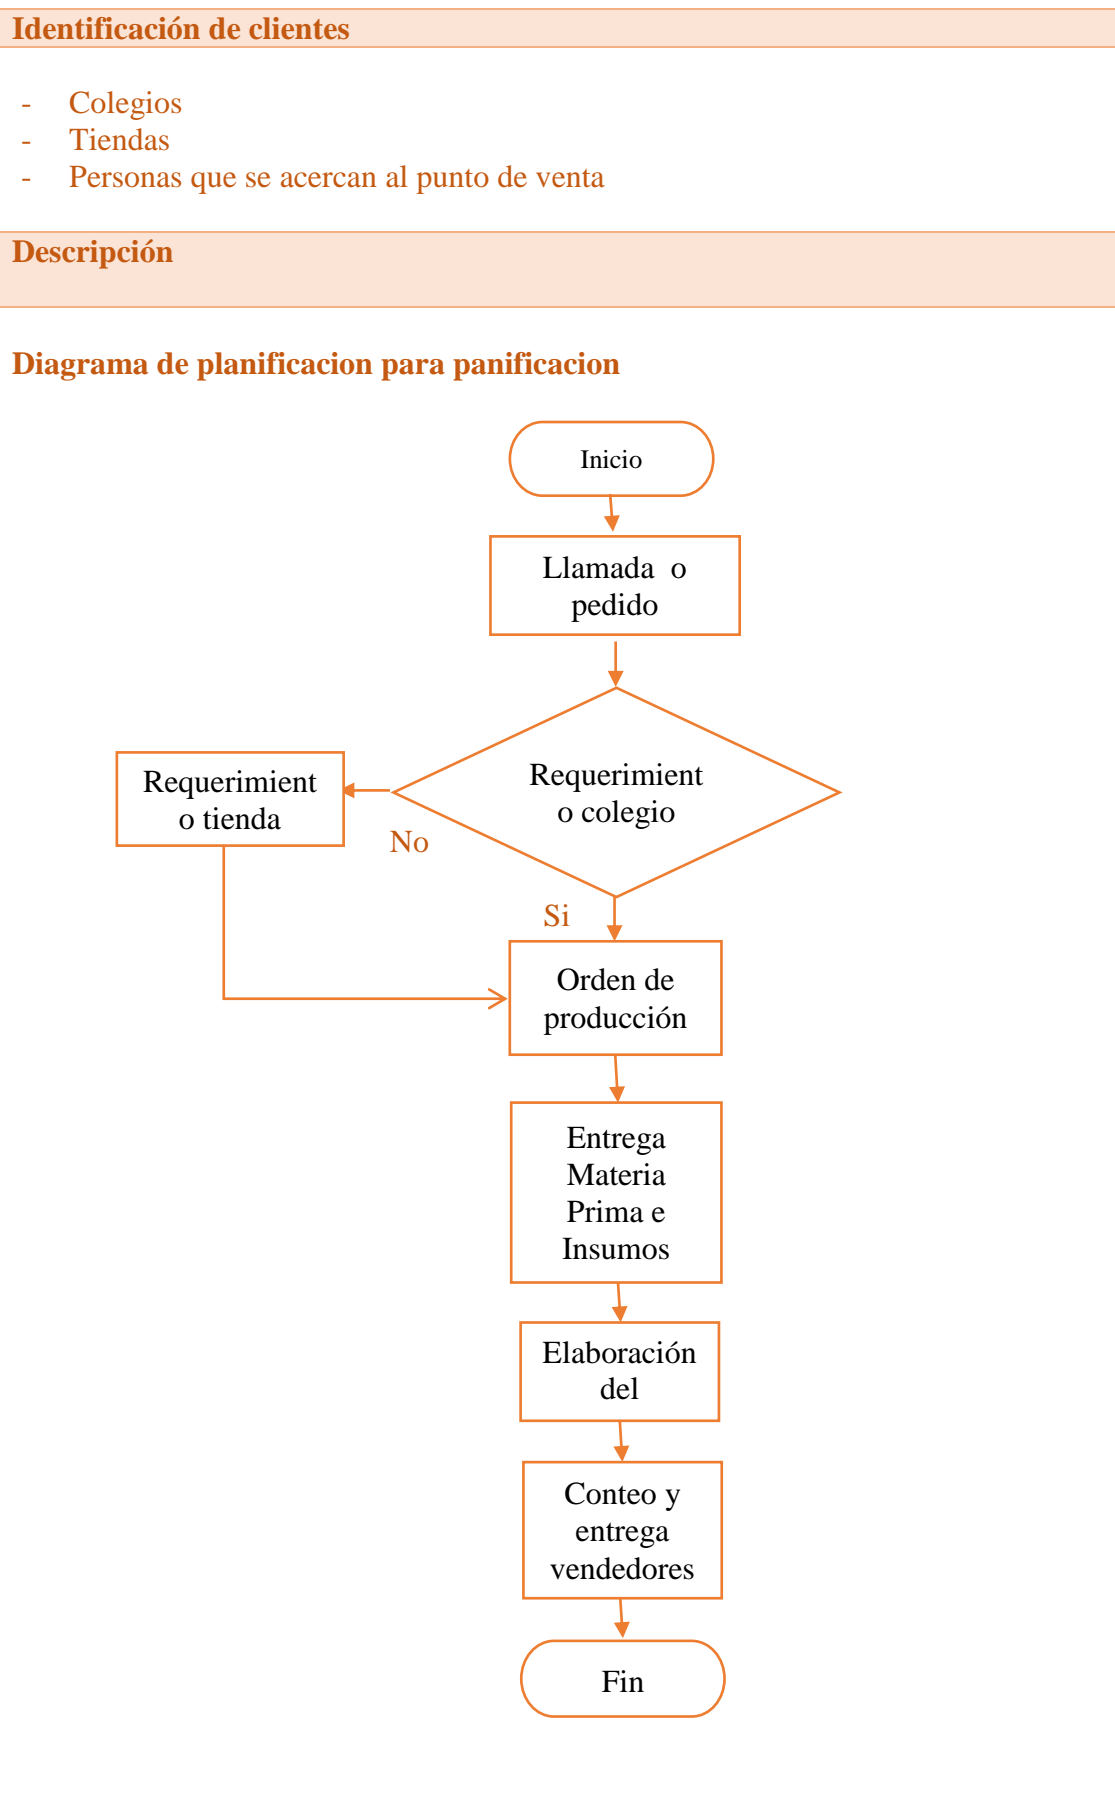 Identificación de clientes
- Colegios
- Tiendas
- Personas que se acercan al punto de venta
Descripción
Diagrama de planificacion para panificacion
Inicio
Llamada o
pedido
Requerimient
o colegio
Requerimient
o tienda
No
Si
Orden de
producción
Entrega
Materia
Prima e
Insumos
Elaboración
del
Conteo y
entrega
vendedores
Fin